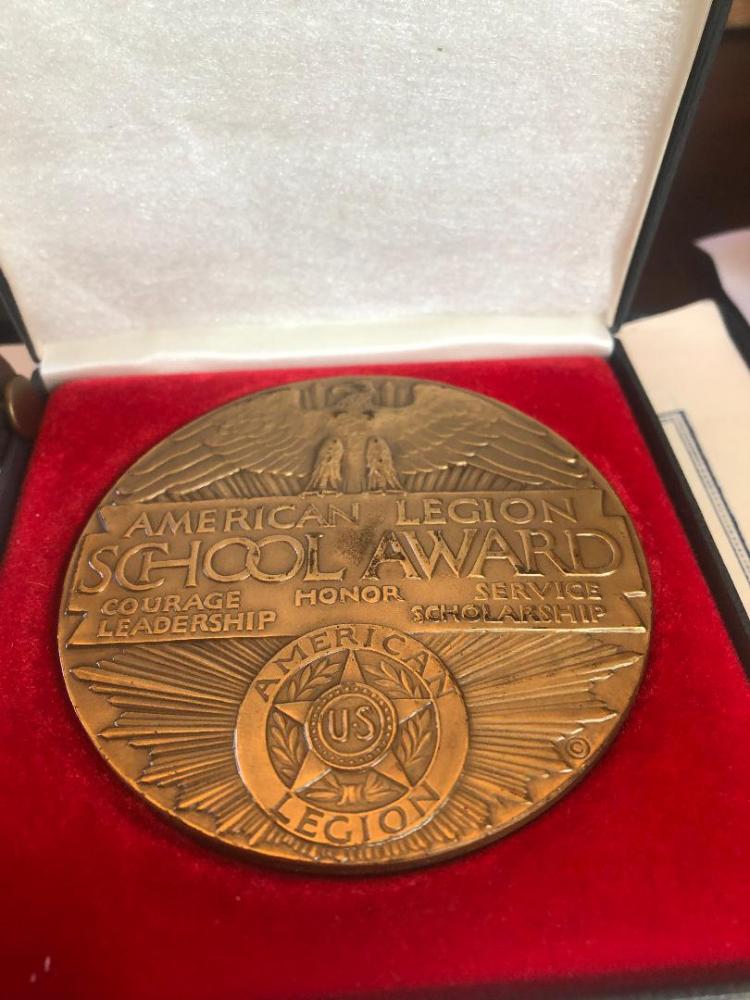 AMERICAN LEGION
SCHOOL AWARD
COURAGE HONOR SERVICE
LEADERSHIP SCHOLARSHIP
AMERICAN
US
LEGION
©